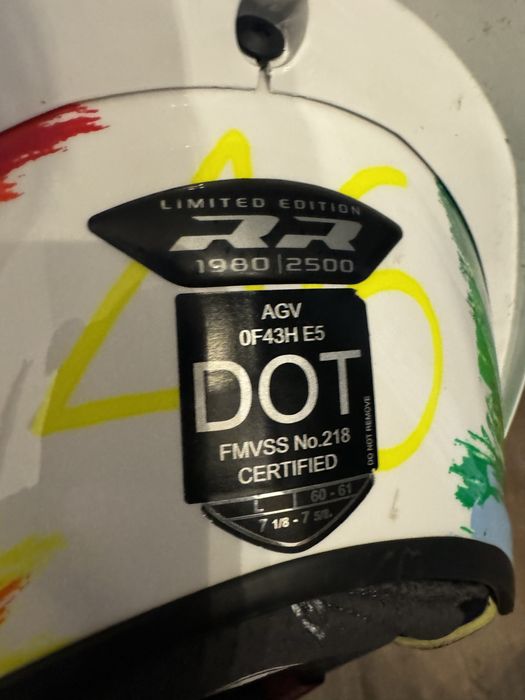 46
LIMITED EDITION
RR
1980 | 2500
AGV
0F43H E5
DOT
FMVSS No.218
CERTIFIED
DO NOT REMOVE
L | 60 - 61
7 1/8 - 7 5/8.